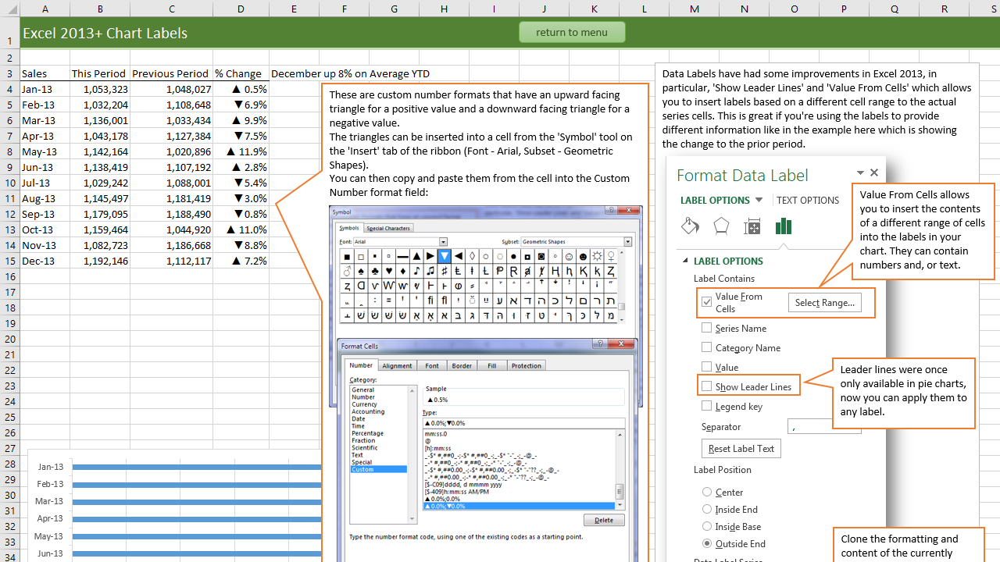 A B C D E F G H I J K L M N O P Q R S
1 Excel 2013+ Chart Labels return to menu
2
3 Sales This Period Previous Period % Change December up 8% on Average YTD
4 Jan-13 1,053,323 1,048,027 ▲ 0.5%
5 Feb-13 1,032,204 1,108,648 ▼6.9%
6 Mar-13 1,136,001 1,033,434 ▲ 9.9%
7 Apr-13 1,043,178 1,127,384 ▼7.5%
8 May-13 1,142,164 1,020,896 ▲ 11.9%
9 Jun-13 1,138,419 1,107,192 ▲ 2.8%
10 Jul-13 1,029,242 1,088,001 ▼5.4%
11 Aug-13 1,145,497 1,181,419 ▼3.0%
12 Sep-13 1,179,095 1,188,490 ▼0.8%
13 Oct-13 1,159,464 1,044,920 ▲ 11.0%
14 Nov-13 1,082,723 1,186,668 ▼8.8%
15 Dec-13 1,192,146 1,112,117 ▲ 7.2%
16
17
18
19
20
21
22
23
24
25
26
27
28
29
30
31
32
33
34
Jan-13
Feb-13
Mar-13
Apr-13
May-13
Jun-13
These are custom number formats that have an upward facing
triangle for a positive value and a downward facing triangle for a
negative value.
The triangles can be inserted into a cell from the 'Symbol' tool on
the 'Insert' tab of the ribbon (Font - Arial, Subset - Geometric
Shapes).
You can then copy and paste them from the cell into the Custom
Number format field:
Symbol
Symbols Special Characters
Font: Arial Subset: Geometric Shapes
Format Cells
Number Alignment Font Border Fill Protection
Category:
General
Number
Currency
Accounting
Date
Time
Percentage
Fraction
Scientific
Text
Special
Custom
Sample
▲0.5%
Type:
▲0.0%;▼0.0%
mm:ss.0
@
[h]:mm:ss
_-$* #,##0_-;-$* #,##0_-;_-$* "-"_-;_-@_-
_-* #,##0_-;-* #,##0_-;_-* "-"_-;_-@_-
_-$* #,##0.00_-;-$* #,##0.00_-;_-$* "-"??_-;_-@_-
_-* #,##0.00_-;-* #,##0.00_-;_-* "-"??_-;_-@_-
[$-C09]dddd, d mmmm yyyy
[$-409]h:mm:ss AM/PM
▲0.0%;0.0%
▲0.0%;▼0.0%
Delete
Type the number format code, using one of the existing codes as a starting point.
Data Labels have had some improvements in Excel 2013, in
particular, 'Show Leader Lines' and 'Value From Cells' which allows
you to insert labels based on a different cell range to the actual
series cells. This is great if you're using the labels to provide
different information like in the example here which is showing
the change to the prior period.
Format Data Label
LABEL OPTIONS TEXT OPTIONS
LABEL OPTIONS
Label Contains
Value From
Cells
Select Range...
Series Name
Category Name
Value
Show Leader Lines
Legend key
Separator ,
Reset Label Text
Label Position
Center
Inside End
Inside Base
Outside End
Data Label Series
Value From Cells allows
you to insert the contents
of a different range of cells
into the labels in your
chart. They can contain
numbers and, or text.
Leader lines were once
only available in pie charts,
now you can apply them to
any label.
Clone the formatting and
content of the currently